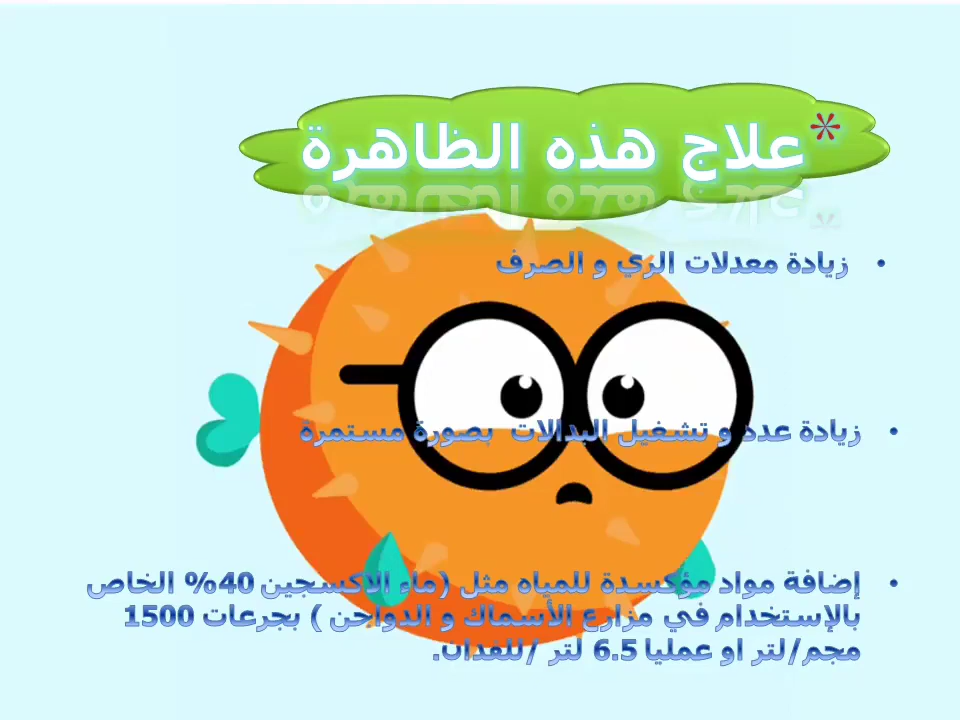 *علاج هذه الظاهرة
• زيادة معدلات الري و الصرف
• زيادة عدد و تشغيل البدالات بصورة مستمرة
• إضافة مواد مؤكسدة للمياه مثل (ماء الاكسجين 40% الخاص
بالإستخدام في مزارع الأسماك و الدواجن ) بجرعات 1500
مجم/لتر او عمليا 6.5 لتر /للفدان.